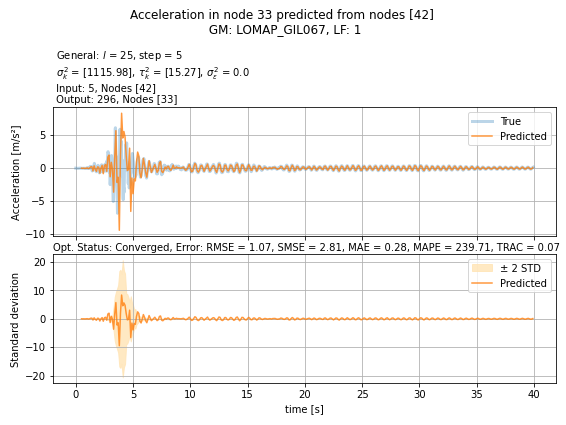 Acceleration in node 33 predicted from nodes [42]
GM: LOMAP_GIL067, LF: 1
General: l = 25, step = 5
σ²ₖ = [1115.98], τ²ₖ = [15.27], σ²ε = 0.0
Input: 5, Nodes [42]
Output: 296, Nodes [33]
True
Predicted
Acceleration [m/s²]
5
0
−5
−10
Opt. Status: Converged, Error: RMSE = 1.07, SMSE = 2.81, MAE = 0.28, MAPE = 239.71, TRAC = 0.07
± 2 STD
Predicted
Standard deviation
20
10
0
−10
−20
0 5 10 15 20 25 30 35 40
time [s]